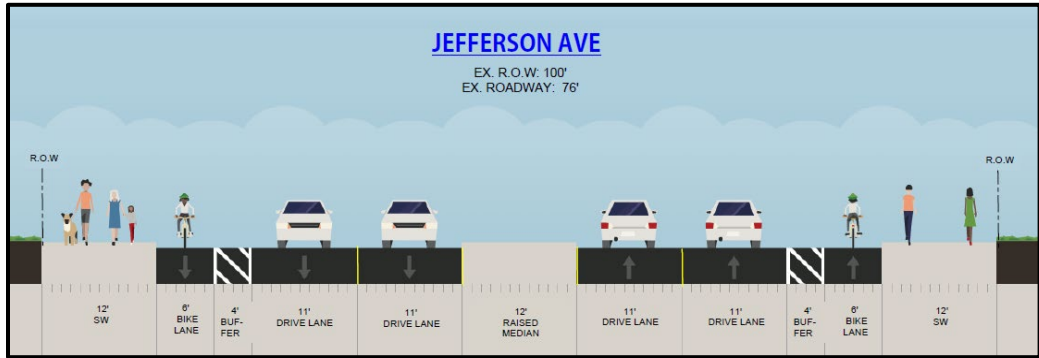 JEFFERSON AVE
EX. R.O.W: 100'
EX. ROADWAY: 76'
R.O.W
R.O.W
12'
SW
6'
BIKE
LANE
4'
BUF-
FER
11'
DRIVE LANE
11'
DRIVE LANE
12'
RAISED
MEDIAN
11'
DRIVE LANE
11'
DRIVE LANE
4'
BUF-
FER
6'
BIKE
LANE
12'
SW